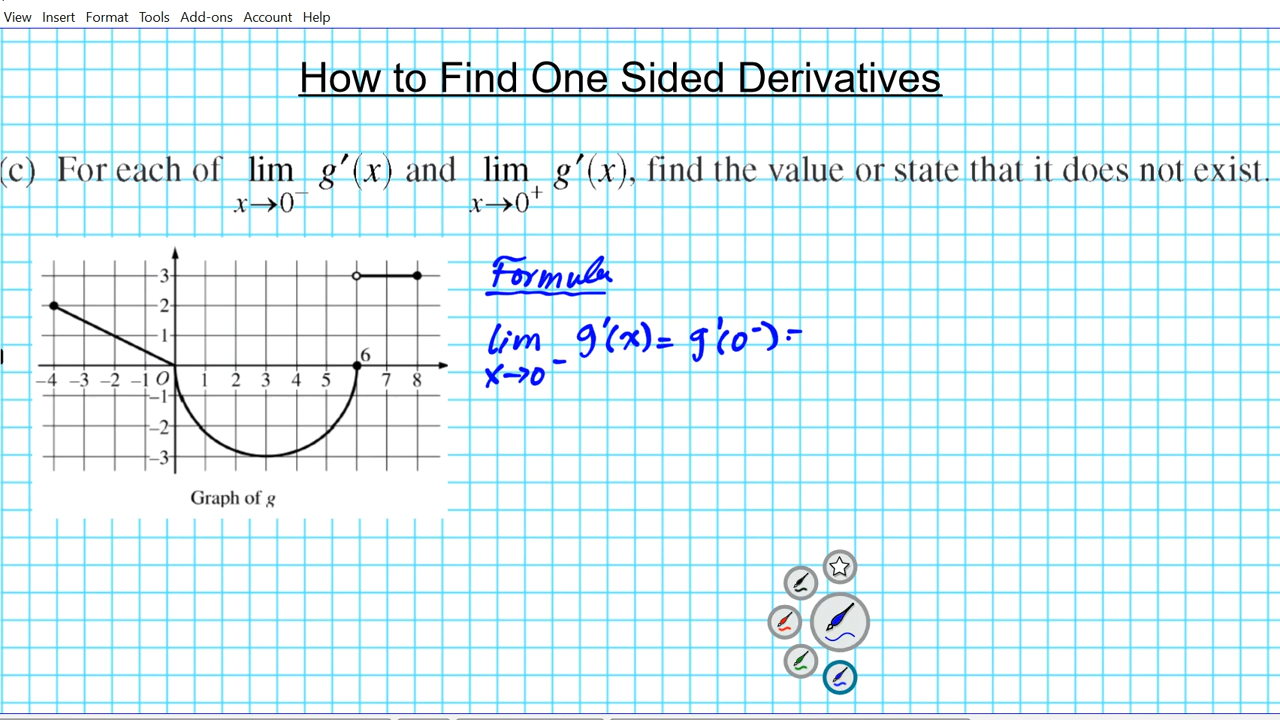 View Insert Format Tools Add-ons Account Help
How to Find One Sided Derivatives
(c) For each of lim g′(x) and lim g′(x), find the value or state that it does not exist.
x→0⁻ x→0⁺
Formula
lim g'(x) = g'(0⁻) =
x→0⁻
3
2
1
6
−4 −3 −2 −1 O 1 2 3 4 5 7 8
−1
−2
−3
Graph of g